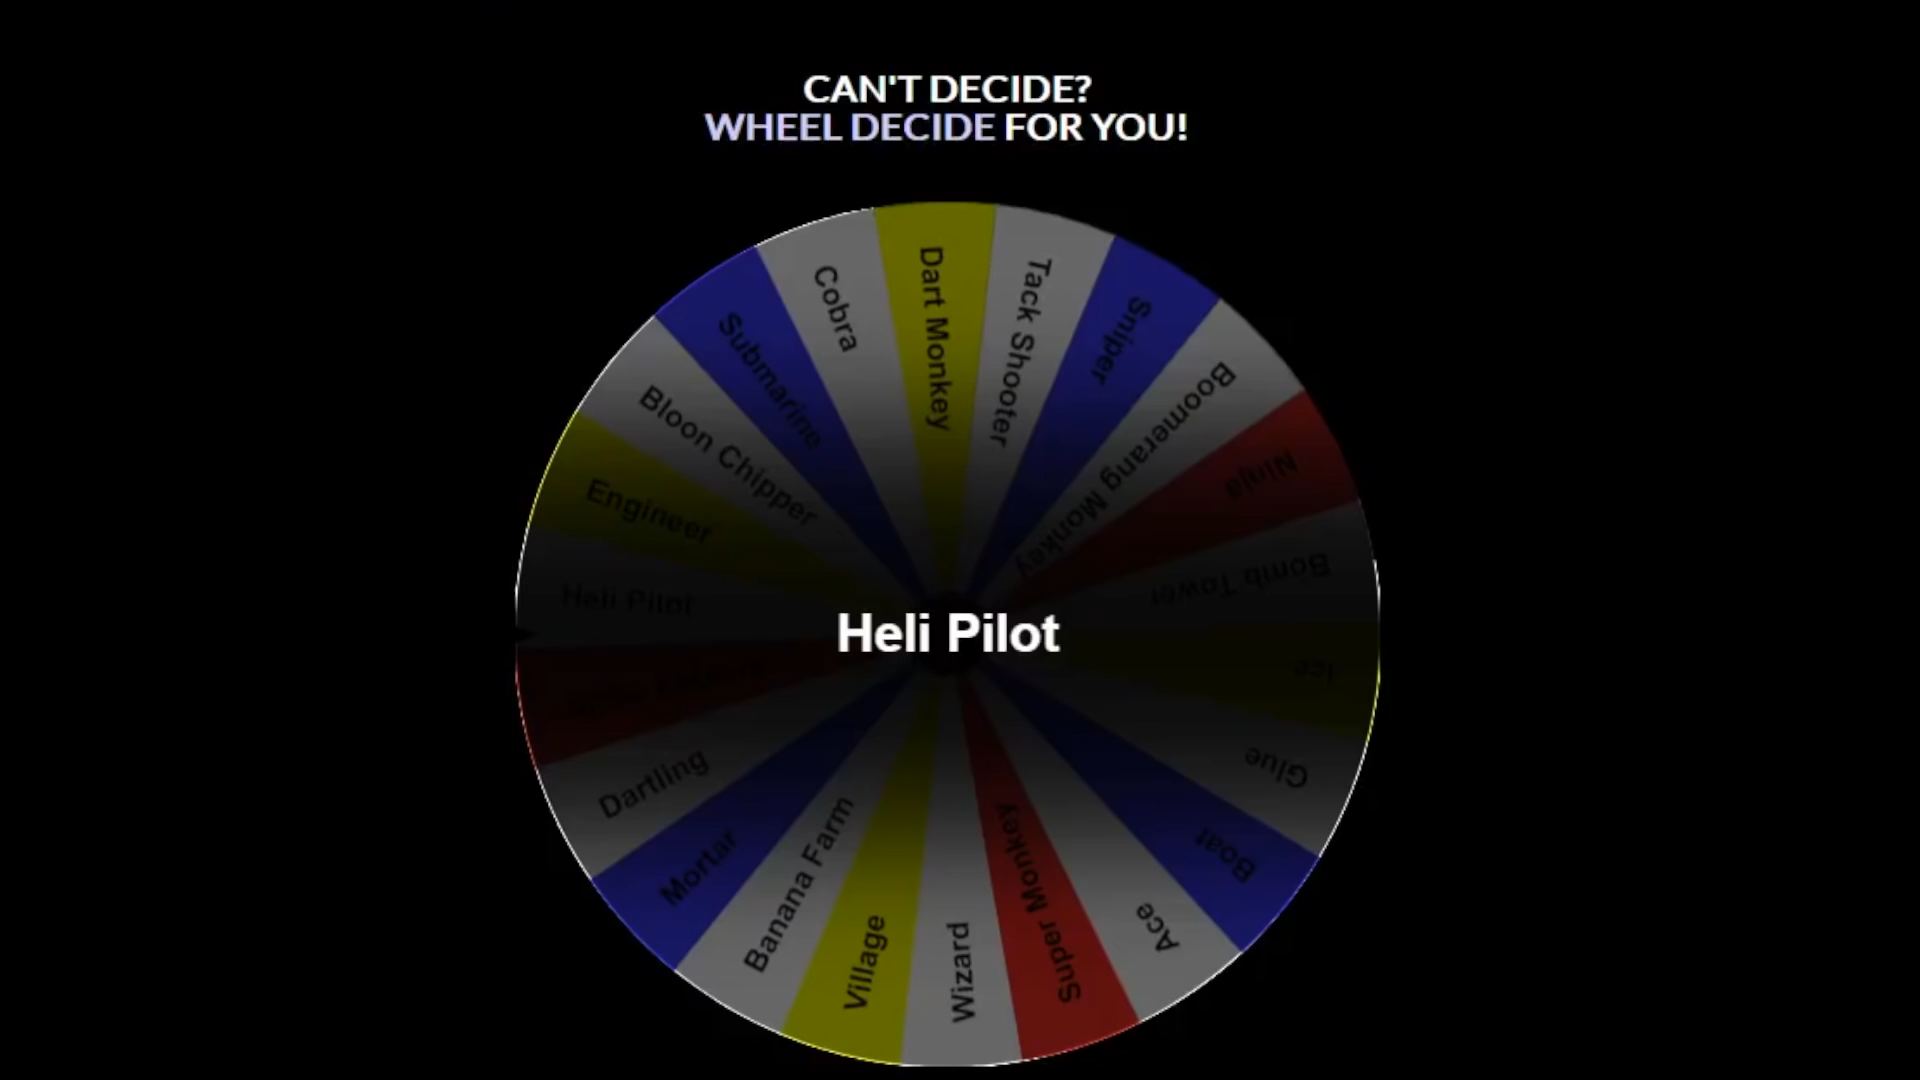 CAN'T DECIDE?
WHEEL DECIDE FOR YOU!
Dart Monkey
Tack Shooter
Sniper
Boomerang Monkey
Ninja
Bomb Tower
Ice
Glue
Boat
Ace
Super Monkey
Wizard
Village
Banana Farm
Mortar
Dartling
Heli Pilot
Engineer
Bloon Chipper
Submarine
Cobra
Heli Pilot